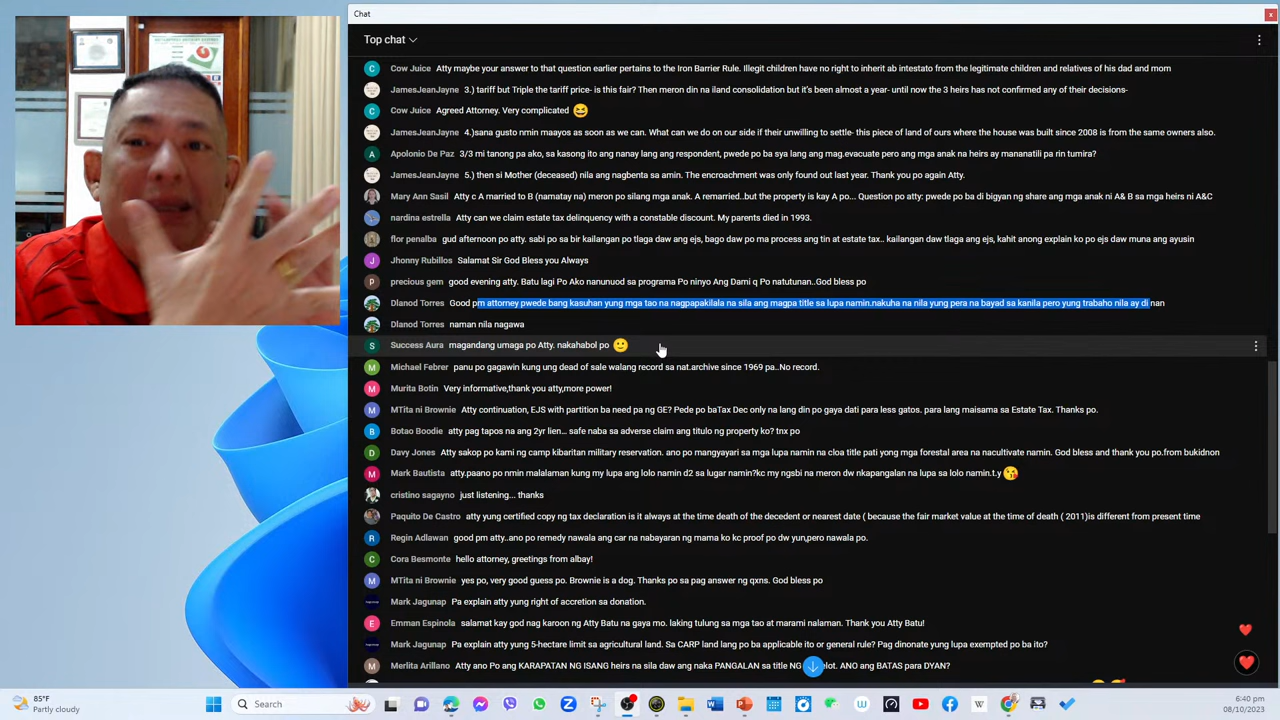 Chat
Top chat
C Cow Juice Atty maybe your answer to that question earlier pertains to the Iron Barrier Rule. Illegit children have no right to inherit ab intestato from the legitimate children and relatives of his dad and mom
JamesJeanJayne 3.) tariff but Triple the tariff price- is this fair? Then meron din na iland consolidation but it's been almost a year- until now the 3 heirs has not confirmed any of their decisions-
C Cow Juice Agreed Attorney. Very complicated 😆
JamesJeanJayne 4.)sana gusto nmin maayos as soon as we can. What can we do on our side if their unwilling to settle- this piece of land of ours where the house was built since 2008 is from the same owners also.
A Apolonio De Paz 3/3 mi tanong pa ako, sa kasong ito ang nanay lang ang respondent, pwede po ba sya lang ang mag.evacuate pero ang mga anak na heirs ay mananatili pa rin tumira?
JamesJeanJayne 5.) then si Mother (deceased) nila ang nagbenta sa amin. The encroachment was only found out last year. Thank you po again Atty.
Mary Ann Sasil Atty c A married to B (namatay na) meron po silang mga anak. A remarried..but the property is kay A po... Question po atty: pwede po ba di bigyan ng share ang mga anak ni A& B sa mga heirs ni A&C
nardina estrella Atty can we claim estate tax delinquency with a constable discount. My parents died in 1993.
flor penalba gud afternoon po atty. sabi po sa bir kailangan po tlaga daw ang ejs, bago daw po ma process ang tin at estate tax.. kailangan daw tlaga ang ejs, kahit anong explain ko po ejs daw muna ang ayusin
J Jhonny Rubillos Salamat Sir God Bless you Always
P precious gem good evening atty. Batu lagi Po Ako nanunuod sa programa Po ninyo Ang Dami q Po natutunan..God bless po
Dlanod Torres Good pm attorney pwede bang kasuhan yung mga tao na nagpapakilala na sila ang magpa title sa lupa namin.nakuha na nila yung pera na bayad sa kanila pero yung trabaho nila ay di nan
Dlanod Torres naman nila nagawa
S Success Aura magandang umaga po Atty. nakahabol po 🙂
M Michael Febrer panu po gagawin kung ung dead of sale walang record sa nat.archive since 1969 pa..No record.
M Murita Botin Very informative,thank you atty,more power!
M MTita ni Brownie Atty continuation, EJS with partition ba need pa ng GE? Pede po baTax Dec only na lang din po gaya dati para less gatos. para lang maisama sa Estate Tax. Thanks po.
B Botao Boodie atty pag tapos na ang 2yr lien... safe naba sa adverse claim ang titulo ng property ko? tnx po
D Davy Jones Atty sakop po kami ng camp kibaritan military reservation. ano po mangyayari sa mga lupa namin na cloa title pati yong mga forestal area na nacultivate namin. God bless and thank you po.from bukidnon
M Mark Bautista atty.paano po nmin malalaman kung my lupa ang lolo namin d2 sa lugar namin?kc my ngsbi na meron dw nkapangalan na lupa sa lolo namin.t.y 😘
cristino sagayno just listening... thanks
Paquito De Castro atty yung certified copy ng tax declaration is it always at the time death of the decedent or nearest date ( because the fair market value at the time of death ( 2011)is different from present time
R Regin Adlawan good pm atty..ano po remedy nawala ang car na nabayaran ng mama ko kc proof po dw yun,pero nawala po.
C Cora Besmonte hello attorney, greetings from albay!
M MTita ni Brownie yes po, very good guess po. Brownie is a dog. Thanks po sa pag answer ng qxns. God bless po
Mark Jagunap Pa explain atty yung right of accretion sa donation.
E Emman Espinola salamat kay god nag karoon ng Atty Batu na gaya mo. laking tulung sa mga tao at marami nalaman. Thank you Atty Batu!
Mark Jagunap Pa explain atty yung 5-hectare limit sa agricultural land. Sa CARP land lang po ba applicable ito or general rule? Pag dinonate yung lupa exempted po ba ito?
M Merlita Arillano Atty ano Po ang KARAPATAN NG ISANG heirs na sila daw ang naka PANGALAN sa title NG lot. ANO ang BATAS para DYAN?
85°F
Partly cloudy
Search
6:40 pm
08/10/2023